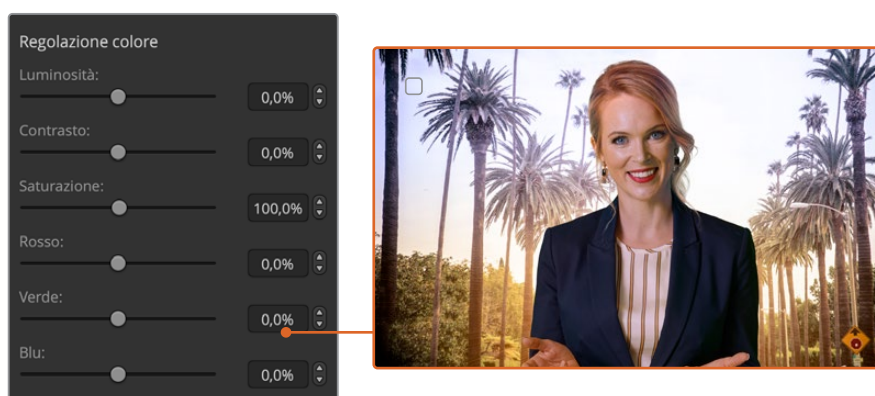 Regolazione colore
Luminosità:
0,0%
Contrasto:
0,0%
Saturazione:
100,0%
Rosso:
0,0%
Verde:
0,0%
Blu:
0,0%